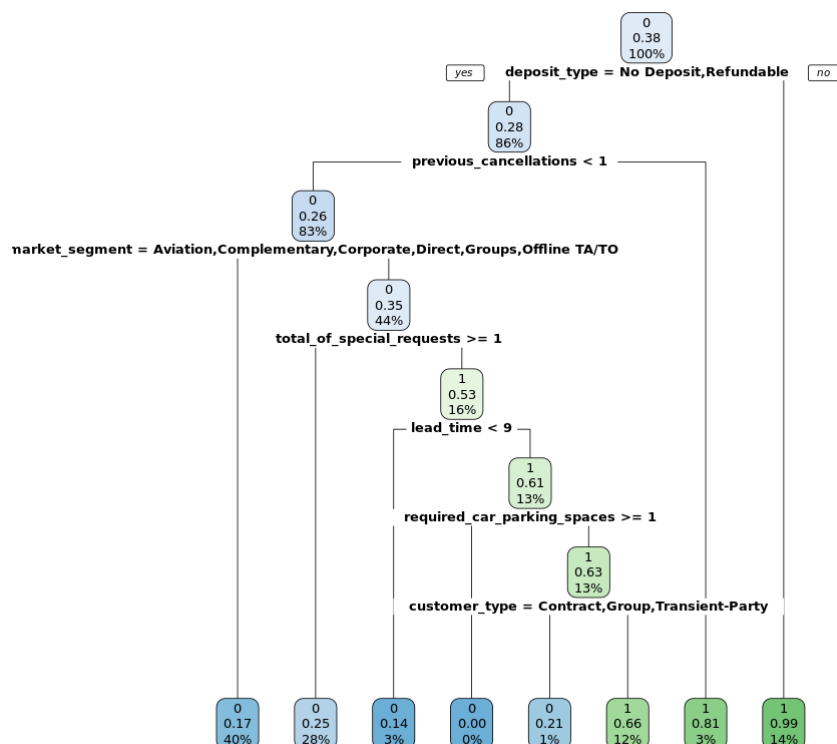 0
0.38
100%
yes
deposit_type = No Deposit,Refundable
no
0
0.28
86%
previous_cancellations < 1
0
0.26
83%
= Aviation,Complementary,Corporate,Direct,Groups,Offline TA/TO
0
0.35
44%
total_of_special_requests >= 1
1
0.53
16%
lead_time < 9
1
0.61
13%
required_car_parking_spaces >= 1
1
0.63
13%
customer_type = Contract,Group,Transient-Party
0 0 0 0 0 1 1 1
0.17 0.25 0.14 0.00 0.21 0.66 0.81 0.99
40% 28% 3% 0% 1% 12% 3% 14%